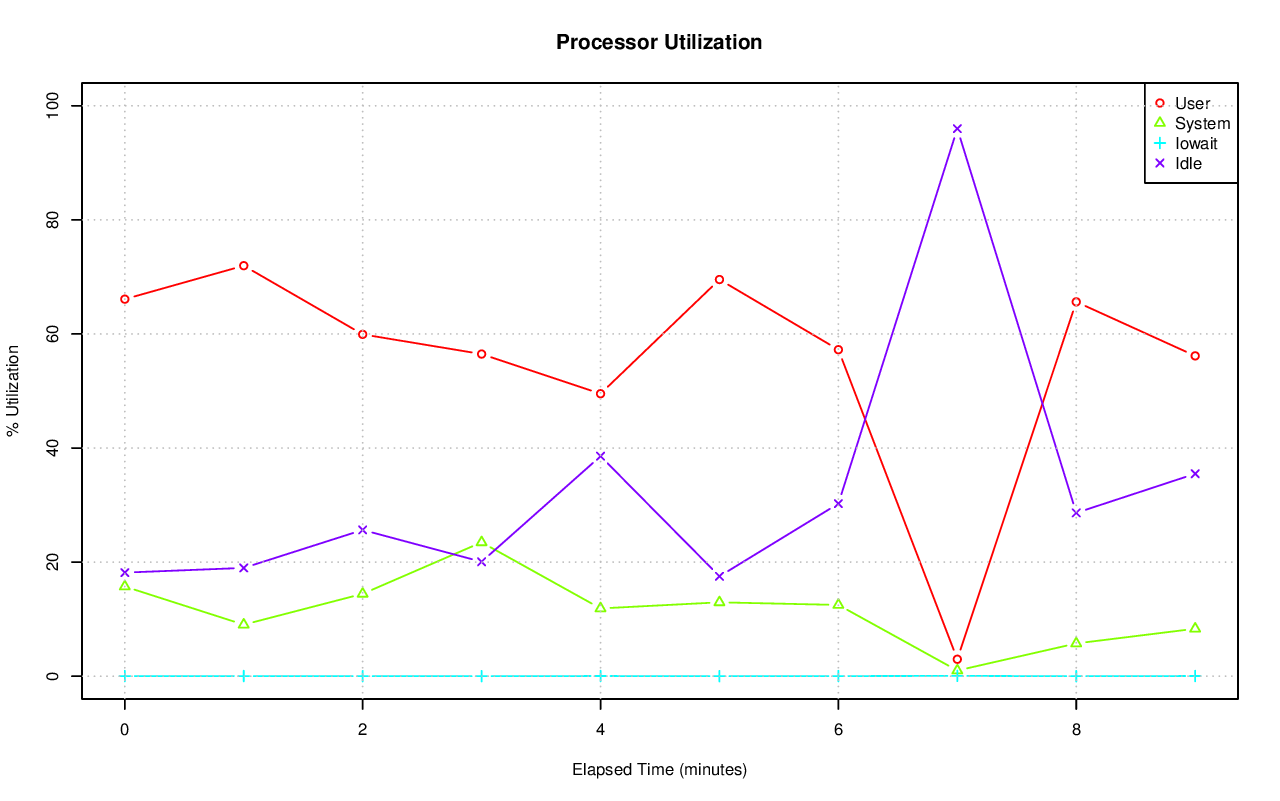 Processor Utilization
100
80
60
40
20
0
% Utilization
User
System
Iowait
Idle
0 2 4 6 8
Elapsed Time (minutes)